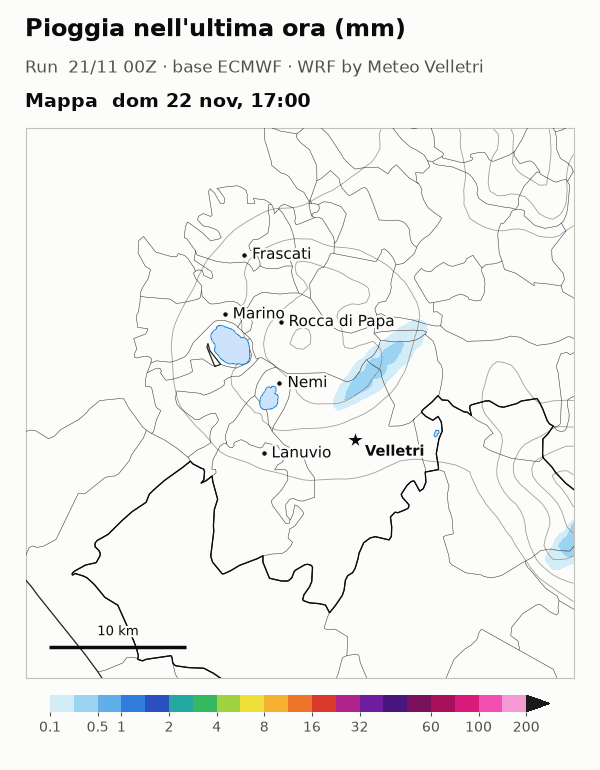 Pioggia nell'ultima ora (mm)
Run  21/11 00Z · base ECMWF · WRF by Meteo Velletri
Mappa  dom 22 nov, 17:00
Frascati
Marino
Rocca di Papa
Nemi
Velletri
Lanuvio
10 km
0.1 0.5 1 2 4 8 16 32 60 100 200